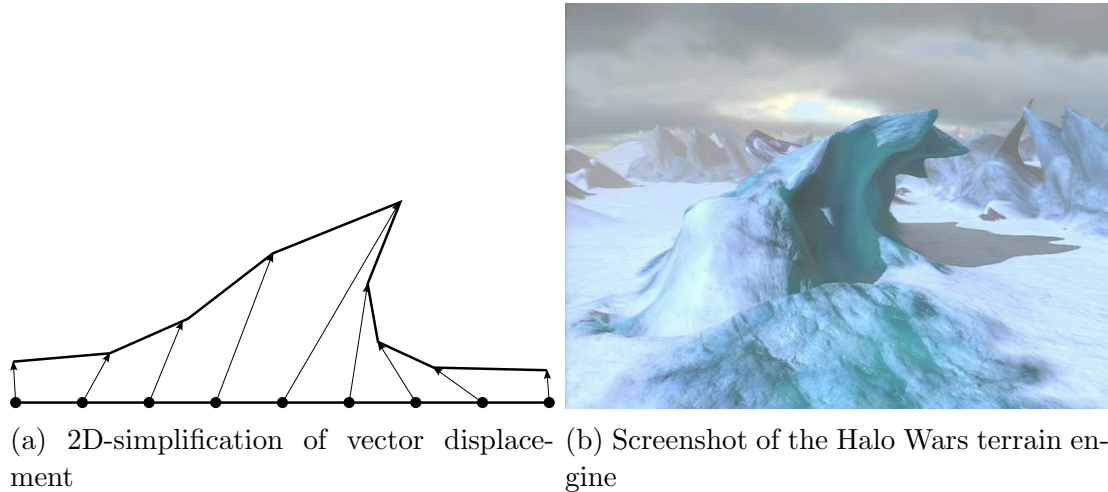 (a) 2D-simplification of vector displace-
ment
(b) Screenshot of the Halo Wars terrain en-
gine